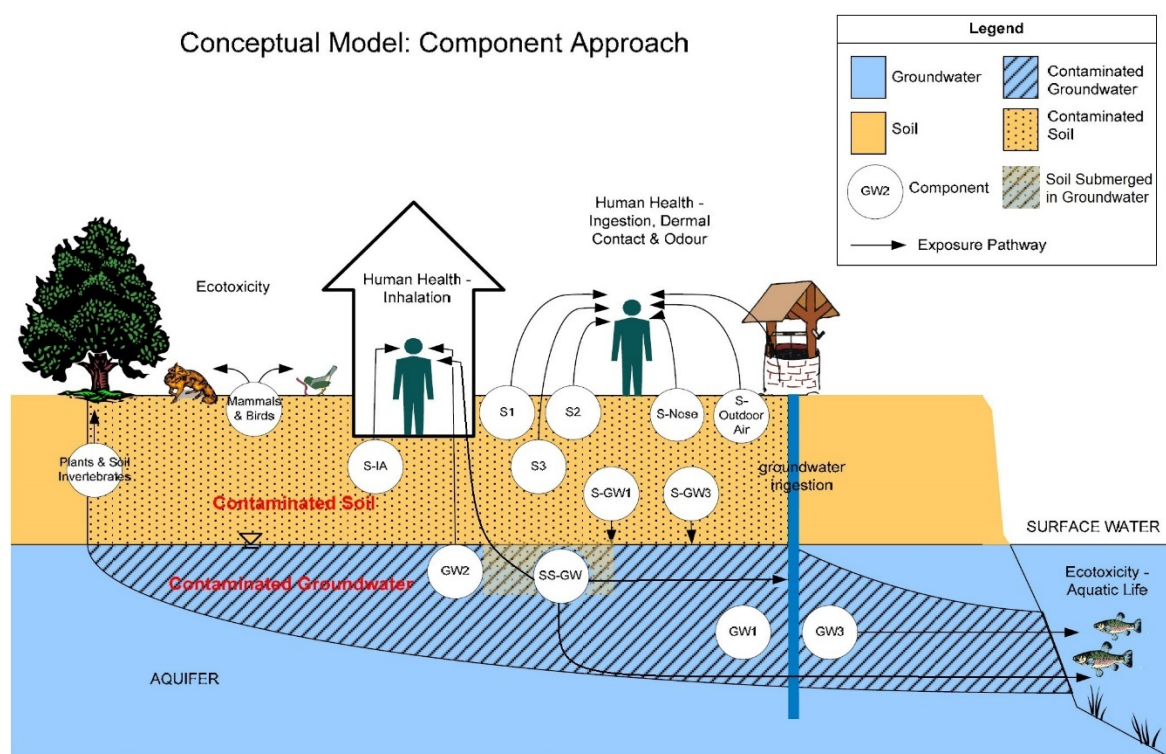 Conceptual Model: Component Approach
Legend
Groundwater
Contaminated
Groundwater
Soil
Contaminated
Soil
GW2
Component
Soil Submerged
in Groundwater
Exposure Pathway
Human Health -
Ingestion, Dermal
Contact & Odour
Ecotoxicity
Human Health -
Inhalation
Mammals
& Birds
S1
S2
S-Nose
S-
Outdoor
Air
Plants & Soil
Invertebrates
S-IA
S3
groundwater
ingestion
Contaminated Soil
S-GW1
S-GW3
SURFACE WATER
Contaminated Groundwater
GW2
SS-GW
Ecotoxicity -
Aquatic Life
GW1
GW3
AQUIFER